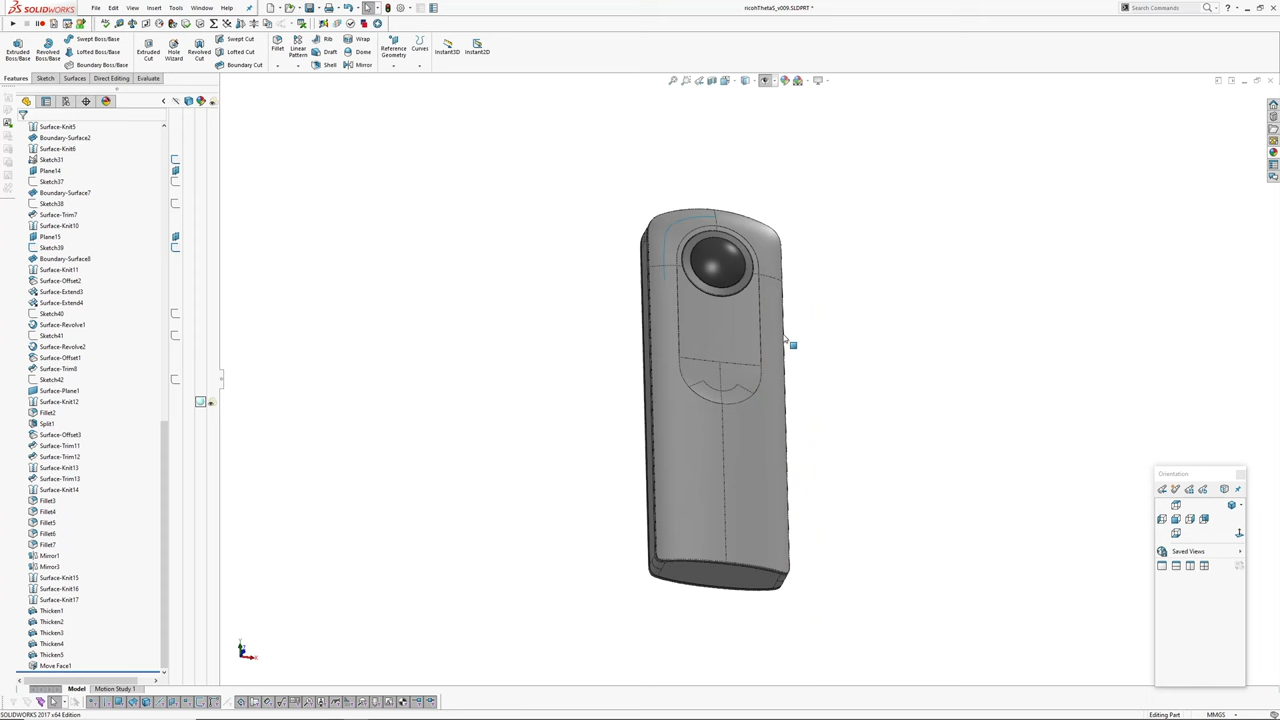 SOLIDWORKS File Edit View Insert Tools Window Help ricohThetaS_v009.SLDPRT * Search Commands
Extruded Boss/Base Revolved Boss/Base Swept Boss/Base Lofted Boss/Base Boundary Boss/Base Extruded Cut Hole Wizard Revolved Cut Swept Cut Lofted Cut Boundary Cut Fillet Linear Pattern Rib Draft Shell Wrap Dome Mirror Reference Geometry Curves Instant3D Instant2D
Features Sketch Surfaces Direct Editing Evaluate
Surface-Knit5
Boundary-Surface2
Surface-Knit6
Sketch31
Plane14
Sketch37
Boundary-Surface7
Sketch38
Surface-Trim7
Surface-Knit10
Plane15
Sketch39
Boundary-Surface8
Surface-Knit11
Surface-Offset2
Surface-Extend3
Surface-Extend4
Sketch40
Surface-Revolve1
Sketch41
Surface-Revolve2
Surface-Offset1
Surface-Trim8
Sketch42
Surface-Plane1
Surface-Knit12
Fillet2
Split1
Surface-Offset3
Surface-Trim11
Surface-Trim12
Surface-Knit13
Surface-Trim13
Surface-Knit14
Fillet3
Fillet4
Fillet5
Fillet6
Fillet7
Mirror1
Mirror3
Surface-Knit15
Surface-Knit16
Surface-Knit17
Thicken1
Thicken2
Thicken3
Thicken4
Thicken5
Move Face1
Orientation
Saved Views
Model Motion Study 1
SOLIDWORKS 2017 x64 Edition Editing Part MMGS